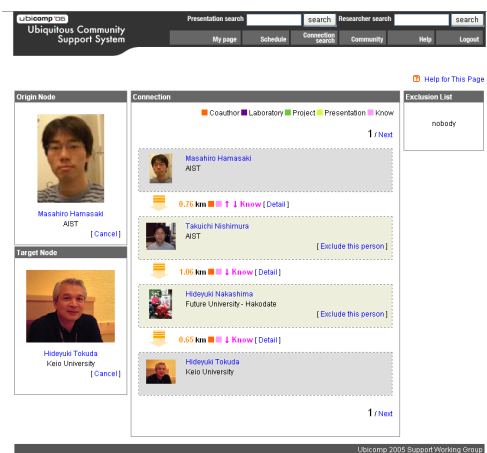 ubicomp '05
Ubiquitous Community
Support System
Presentation search search Researcher search search
My page Schedule Connection search Community Help Logout
Help for This Page
Origin Node
Masahiro Hamasaki
AIST
[ Cancel ]
Target Node
Hideyuki Tokuda
Keio University
[ Cancel ]
Connection
Coauthor Laboratory Project Presentation Know
1 / Next
Masahiro Hamasaki
AIST
0.76 km ↑ ↓ Know [ Detail ]
Takuichi Nishimura
AIST
[ Exclude this person ]
1.06 km ↓ Know [ Detail ]
Hideyuki Nakashima
Future University - Hakodate
[ Exclude this person ]
0.65 km ↓ Know [ Detail ]
Hideyuki Tokuda
Keio University
1 / Next
Exclusion List
nobody
Ubicomp 2005 Support Working Group